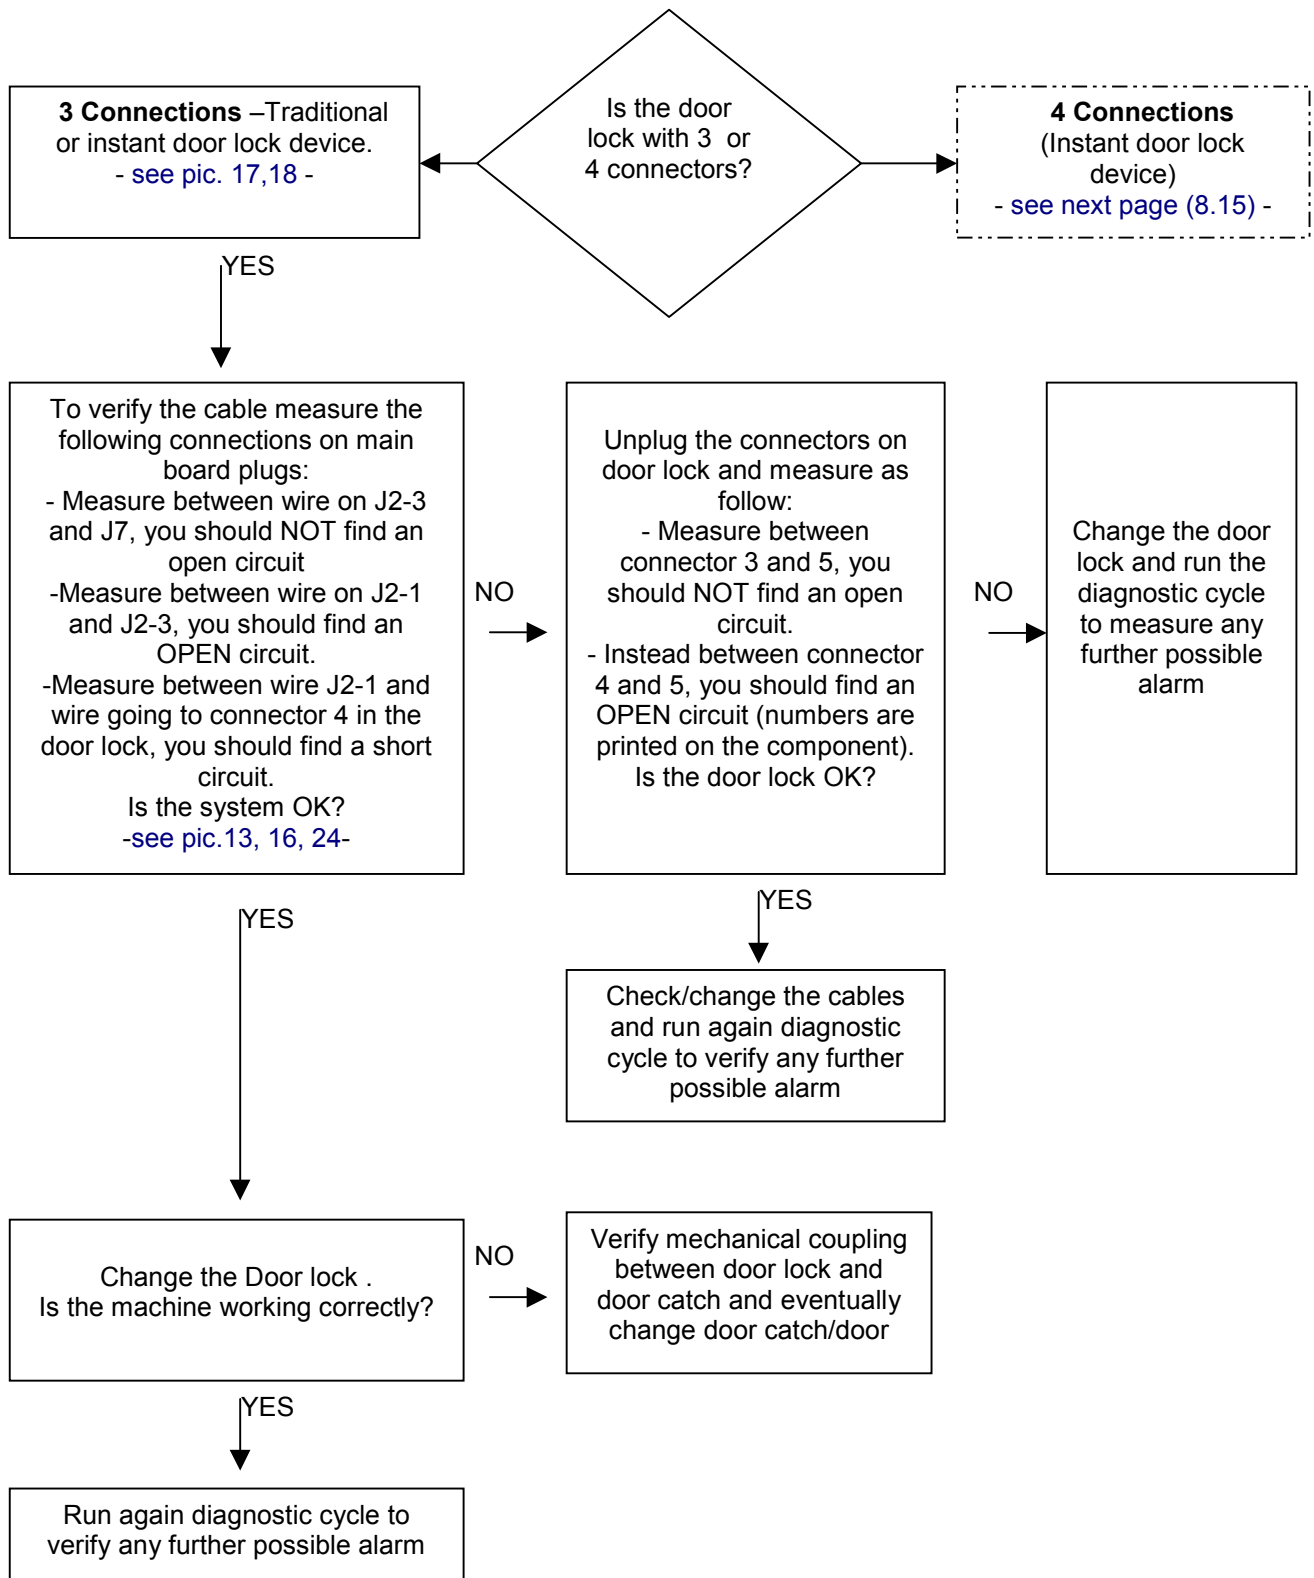 Is the door
lock with 3 or
4 connectors?
3 Connections –Traditional
or instant door lock device.
- see pic. 17,18 -
4 Connections
(Instant door lock
device)
- see next page (8.15) -
YES
To verify the cable measure the
following connections on main
board plugs:
- Measure between wire on J2-3
and J7, you should NOT find an
open circuit
-Measure between wire on J2-1
and J2-3, you should find an
OPEN circuit.
-Measure between wire J2-1 and
wire going to connector 4 in the
door lock, you should find a short
circuit.
Is the system OK?
-see pic.13, 16, 24-
NO
Unplug the connectors on
door lock and measure as
follow:
- Measure between
connector 3 and 5, you
should NOT find an open
circuit.
- Instead between connector
4 and 5, you should find an
OPEN circuit (numbers are
printed on the component).
Is the door lock OK?
NO
Change the door
lock and run the
diagnostic cycle
to measure any
further possible
alarm
YES
Check/change the cables
and run again diagnostic
cycle to verify any further
possible alarm
YES
Change the Door lock .
Is the machine working correctly?
NO
Verify mechanical coupling
between door lock and
door catch and eventually
change door catch/door
YES
Run again diagnostic cycle to
verify any further possible alarm